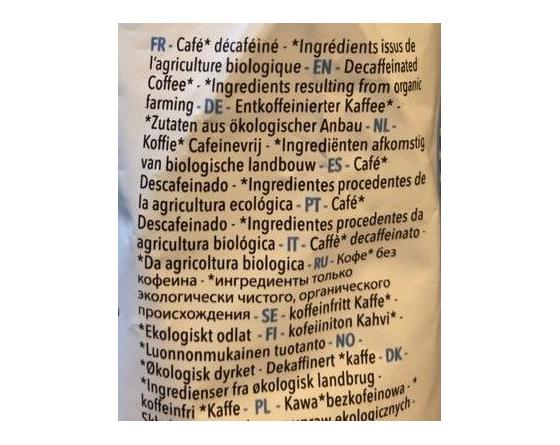 FR - Café* décaféiné - *Ingrédients issus de
l'agriculture biologique - EN - Decaffeinated
Coffee* - *Ingredients resulting from organic
farming - DE - Entkoffeinierter Kaffee* -
*Zutaten aus ökologischer Anbau - NL -
Koffie* Cafeinevrij - *Ingrediënten afkomstig
van biologische landbouw - ES - Café*
Descafeinado - *Ingredientes procedentes de
la agricultura ecológica - PT - Café*
Descafeinado - *Ingredientes procedentes da
agricultura biológica - IT - Caffè* decaffeinato -
*Da agricoltura biologica - RU - Кофе* без
кофеина - *ингредиенты только
экологически чистого, органического
происхождения - SE - koffeinfritt Kaffe* -
*Ekologiskt odlat - FI - kofeiiniton Kahvi* -
*Luonnonmukainen tuotanto - NO -
*Økologisk dyrket - Dekaffinert *kaffe - DK -
*Ingredienser fra økologisk landbrug -
koffeinfri *Kaffe - PL - Kawa*bezkofeinowa - *
upraw ekologicznych -